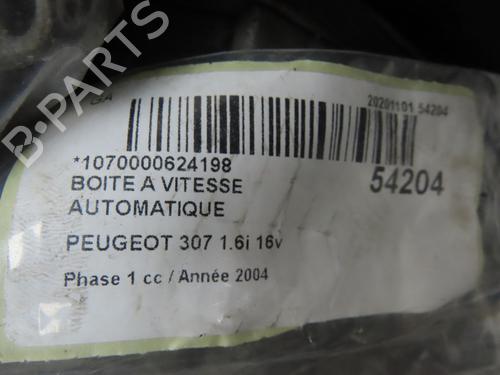 B-PARTS
20201101 54204
*1070000624198
54204
BOITE A VITESSE
AUTOMATIQUE
PEUGEOT 307 1.6i 16v
Phase 1 cc / Année 2004